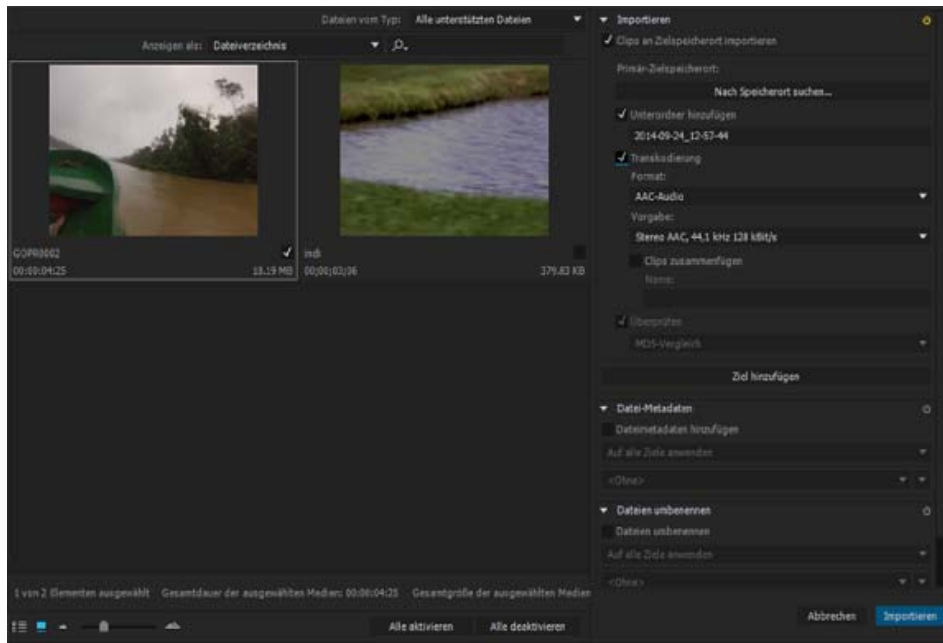 Dateien vom Typ: Alle unterstützten Dateien
Anzeigen als: Dateiverzeichnis
GOPR0002
00:00:04:25 18.19 MB
indi
00;00;03;06 379.83 KB
1 von 2 Elementen ausgewählt Gesamtdauer der ausgewählten Medien: 00:00:04:25 Gesamtgröße der ausgewählten Medien
Alle aktivieren Alle deaktivieren
Importieren
Clips an Zielspeicherort importieren
Primär-Zielspeicherort:
Nach Speicherort suchen...
Unterordner hinzufügen
2014-09-24_12-57-44
Transkodierung
Format:
AAC-Audio
Vorgabe:
Stereo AAC, 44,1 kHz 128 kBit/s
Clips zusammenfügen
Name:
Überprüfen
MD5-Vergleich
Ziel hinzufügen
Datei-Metadaten
Dateimetadaten hinzufügen
Auf alle Ziele anwenden
<Ohne>
Dateien umbenennen
Dateien umbenennen
Auf alle Ziele anwenden
<Ohne>
Abbrechen Importieren